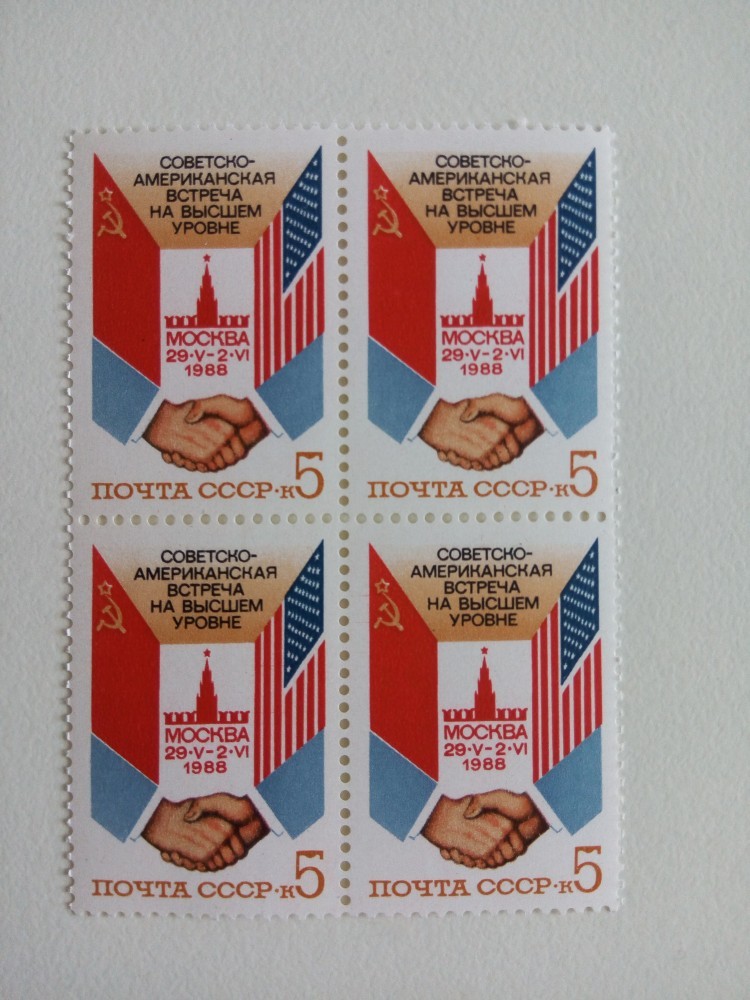 СОВЕТСКО-
АМЕРИКАНСКАЯ
ВСТРЕЧА
НА ВЫСШЕМ
УРОВНЕ
МОСКВА
29·V-2·VI
1988
ПОЧТА СССР·к5
СОВЕТСКО-
АМЕРИКАНСКАЯ
ВСТРЕЧА
НА ВЫСШЕМ
УРОВНЕ
МОСКВА
29·V-2·VI
1988
ПОЧТА СССР·к5
СОВЕТСКО-
АМЕРИКАНСКАЯ
ВСТРЕЧА
НА ВЫСШЕМ
УРОВНЕ
МОСКВА
29·V-2·VI
1988
ПОЧТА СССР·к5
СОВЕТСКО-
АМЕРИКАНСКАЯ
ВСТРЕЧА
НА ВЫСШЕМ
УРОВНЕ
МОСКВА
29·V-2·VI
1988
ПОЧТА СССР·к5